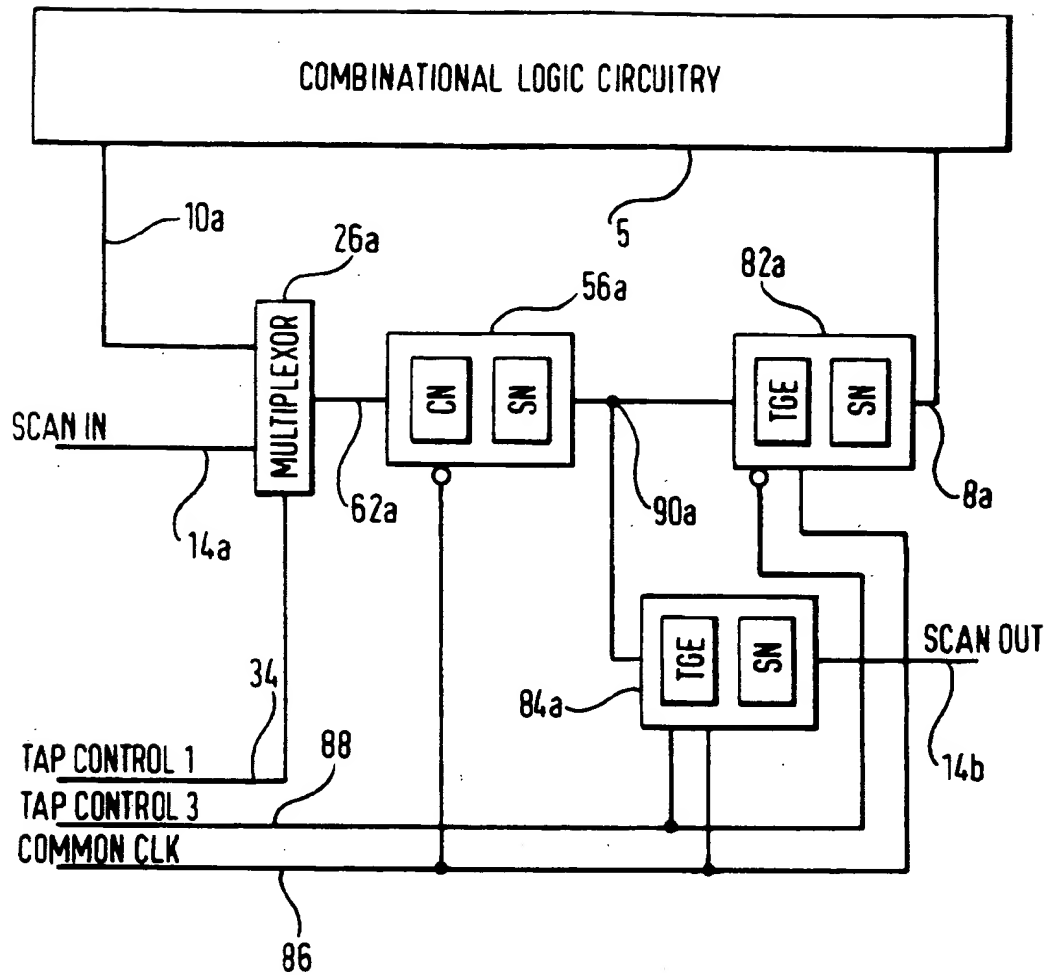 COMBINATIONAL LOGIC CIRCUITRY
10a
5
26a
56a
82a
MULTIPLEXOR
CN
SN
TGE
SN
SCAN IN
14a
62a
90a
8a
TGE
SN
SCAN OUT
84a
34
14b
TAP CONTROL 1
88
TAP CONTROL 3
COMMON CLK
86